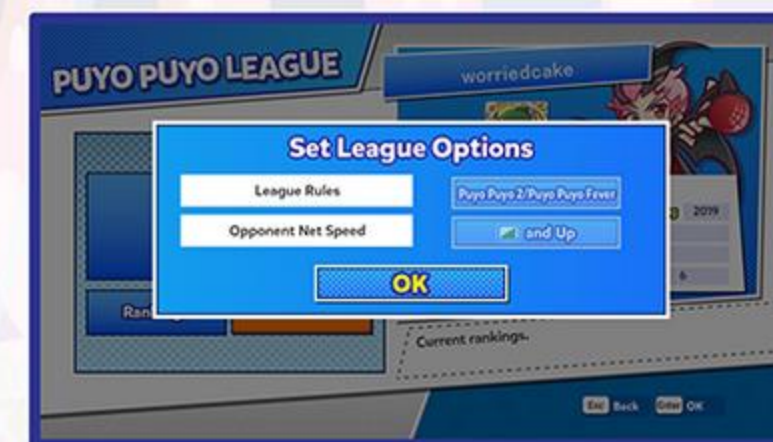 PUYO PUYO LEAGUE
worriedcake
Set League Options
League Rules
Puyo Puyo 2/Puyo Puyo Fever
Opponent Net Speed
and Up
OK
2019
6
Current rankings.
Esc Back Enter OK